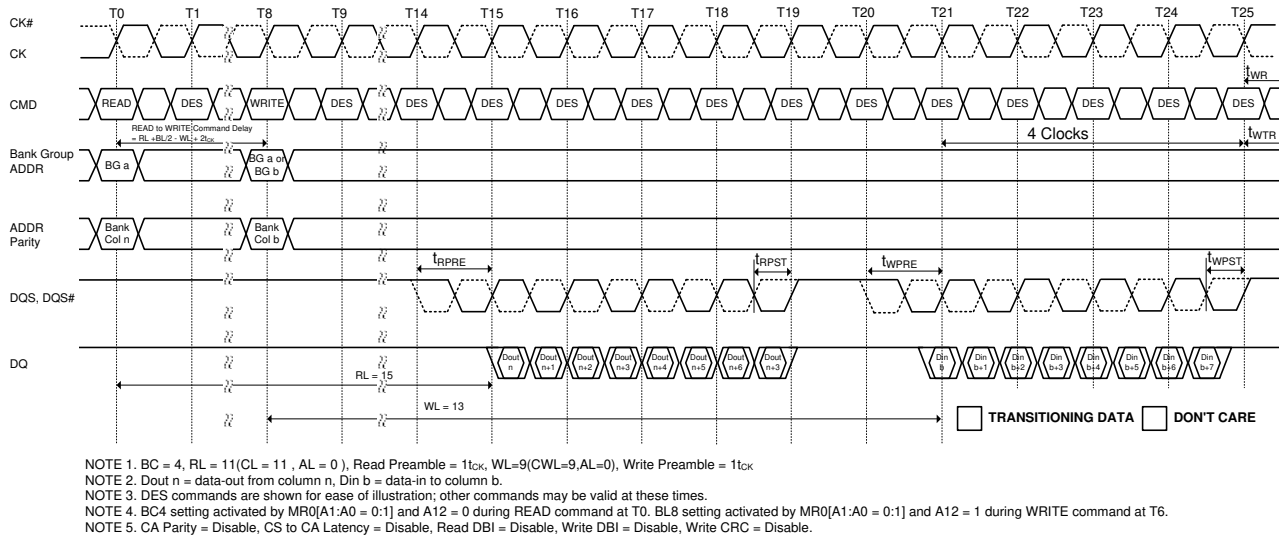 T0 T1 T8 T9 T14 T15 T16 T17 T18 T19 T20 T21 T22 T23 T24 T25
CK#
CK
tWR
CMD READ DES WRITE DES DES DES DES DES DES DES DES DES DES DES DES DES
READ to WRITE Command Delay
= RL +BL/2 - WL + 2tCK
4 Clocks
tWTR
Bank Group
ADDR
BG a
BG a or
BG b
ADDR
Parity
Bank
Col n
Bank
Col b
tRPRE tRPST tWPRE tWPST
DQS, DQS#
DQ
Dout n
Dout n+1
Dout n+2
Dout n+3
Dout n+4
Dout n+5
Dout n+6
Dout n+3
Din b
Din b+1
Din b+2
Din b+3
Din b+4
Din b+5
Din b+6
Din b+7
RL = 15
WL = 13
TRANSITIONING DATA DON'T CARE
NOTE 1. BC = 4, RL = 11(CL = 11 , AL = 0 ), Read Preamble = 1tCK, WL=9(CWL=9,AL=0), Write Preamble = 1tCK
NOTE 2. Dout n = data-out from column n, Din b = data-in to column b.
NOTE 3. DES commands are shown for ease of illustration; other commands may be valid at these times.
NOTE 4. BC4 setting activated by MR0[A1:A0 = 0:1] and A12 = 0 during READ command at T0. BL8 setting activated by MR0[A1:A0 = 0:1] and A12 = 1 during WRITE command at T6.
NOTE 5. CA Parity = Disable, CS to CA Latency = Disable, Read DBI = Disable, Write DBI = Disable, Write CRC = Disable.